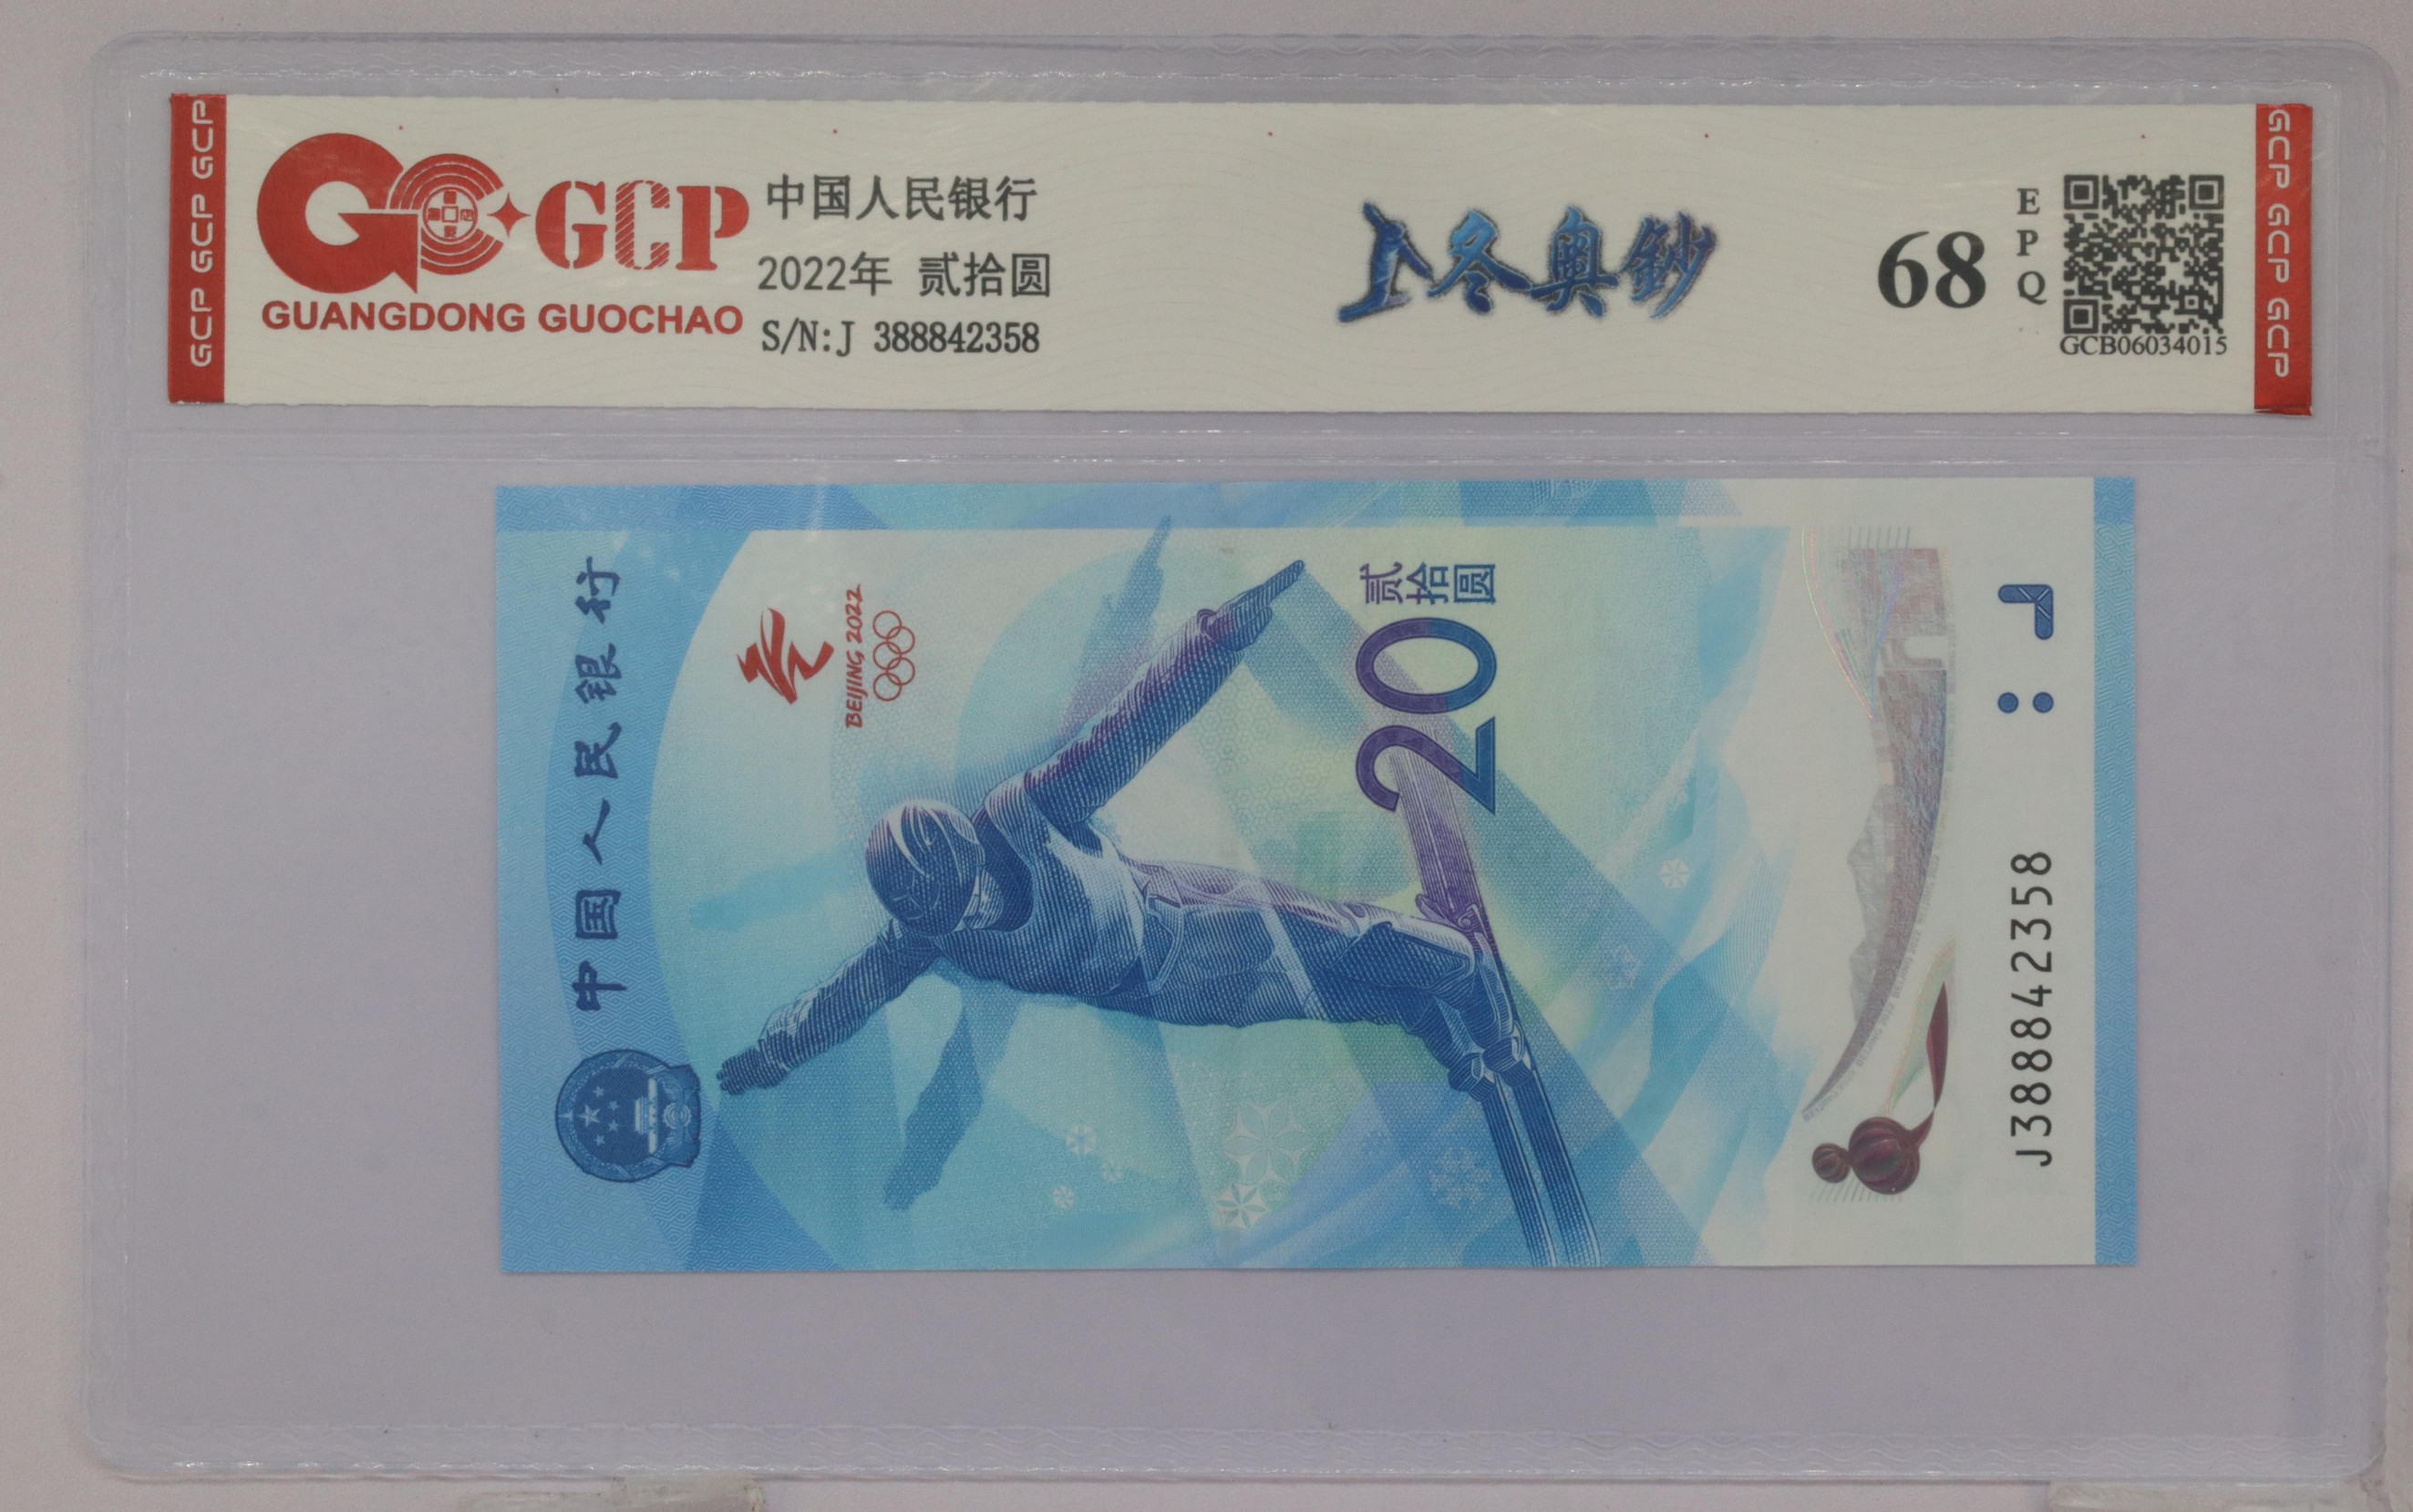 GCP GCP GCP
GCP
GUANGDONG GUOCHAO
中国人民银行
2022年 贰拾圆
S/N:J 388842358
冬奥鈔
68
EPQ
GCB06034015
GCP GCP GCP
中国人民银行
BEIJING 2022
贰拾圆
20
J388842358